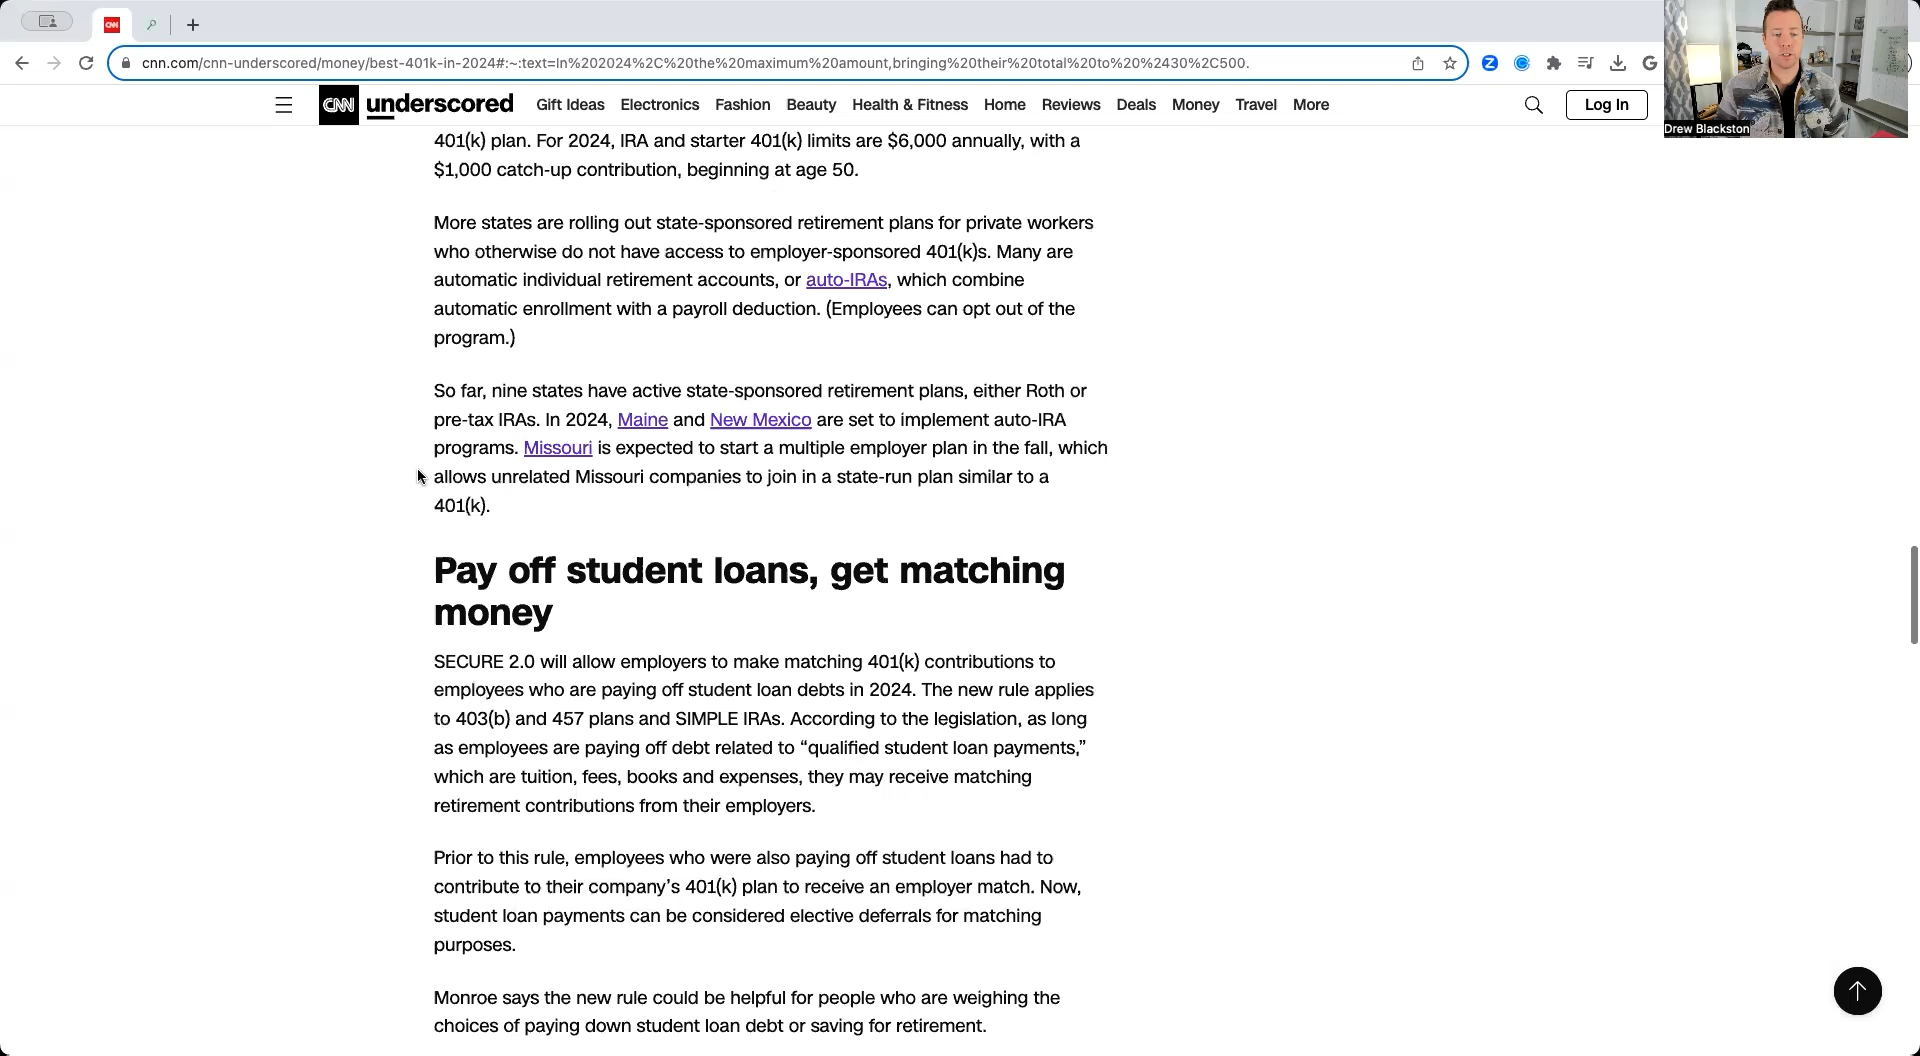 cnn.com/cnn-underscored/money/best-401k-in-2024#:~:text=In%202024%2C%20the%20maximum%20amount,bringing%20their%20total%20to%20%2430%2C500.
CNN underscored Gift Ideas Electronics Fashion Beauty Health & Fitness Home Reviews Deals Money Travel More Log In
Drew Blackston
401(k) plan. For 2024, IRA and starter 401(k) limits are $6,000 annually, with a
$1,000 catch-up contribution, beginning at age 50.
More states are rolling out state-sponsored retirement plans for private workers
who otherwise do not have access to employer-sponsored 401(k)s. Many are
automatic individual retirement accounts, or auto-IRAs, which combine
automatic enrollment with a payroll deduction. (Employees can opt out of the
program.)
So far, nine states have active state-sponsored retirement plans, either Roth or
pre-tax IRAs. In 2024, Maine and New Mexico are set to implement auto-IRA
programs. Missouri is expected to start a multiple employer plan in the fall, which
allows unrelated Missouri companies to join in a state-run plan similar to a
401(k).
Pay off student loans, get matching
money
SECURE 2.0 will allow employers to make matching 401(k) contributions to
employees who are paying off student loan debts in 2024. The new rule applies
to 403(b) and 457 plans and SIMPLE IRAs. According to the legislation, as long
as employees are paying off debt related to “qualified student loan payments,”
which are tuition, fees, books and expenses, they may receive matching
retirement contributions from their employers.
Prior to this rule, employees who were also paying off student loans had to
contribute to their company’s 401(k) plan to receive an employer match. Now,
student loan payments can be considered elective deferrals for matching
purposes.
Monroe says the new rule could be helpful for people who are weighing the
choices of paying down student loan debt or saving for retirement.